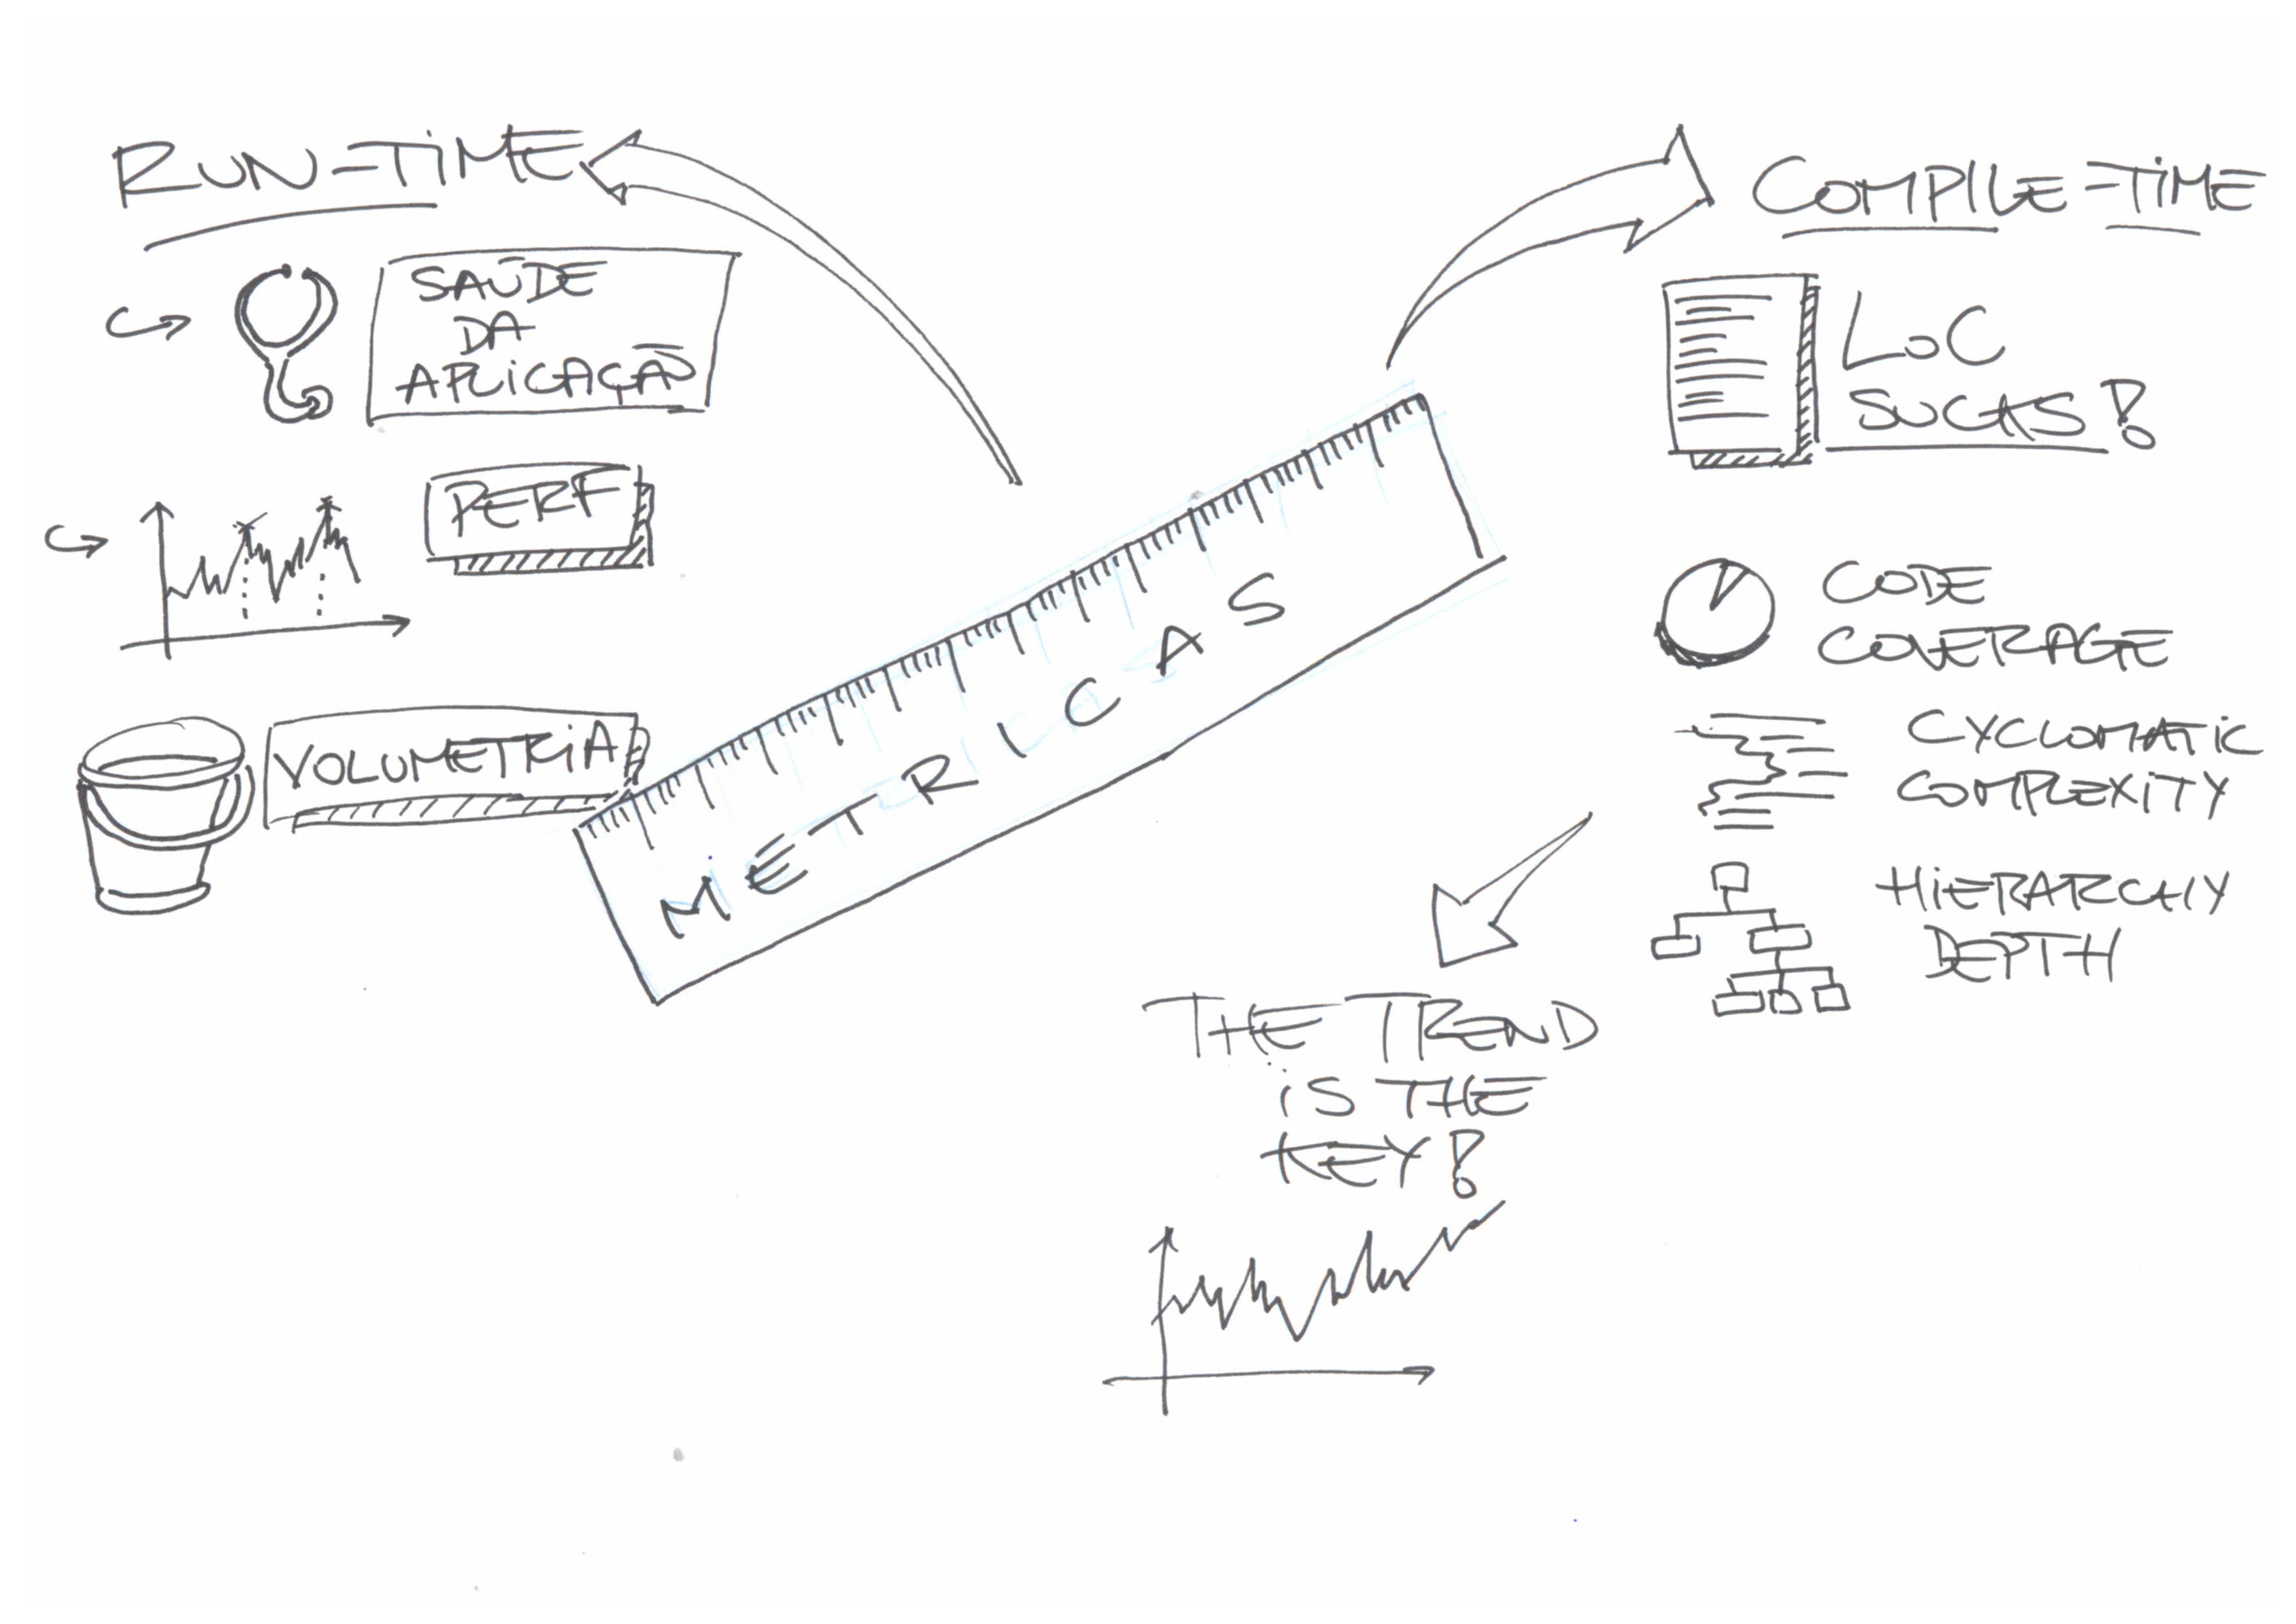 RUN-TIME
SAÚDE
DA
APLICAÇÃO
PERF
VOLUMETRIA
METRICAS
COMPILE-TIME
LOC
SUCKS!
CODE
COVERAGE
CYCLOMATIC
COMPLEXITY
HIERARCHY
DEPTH
THE TREND
IS THE
KEY!